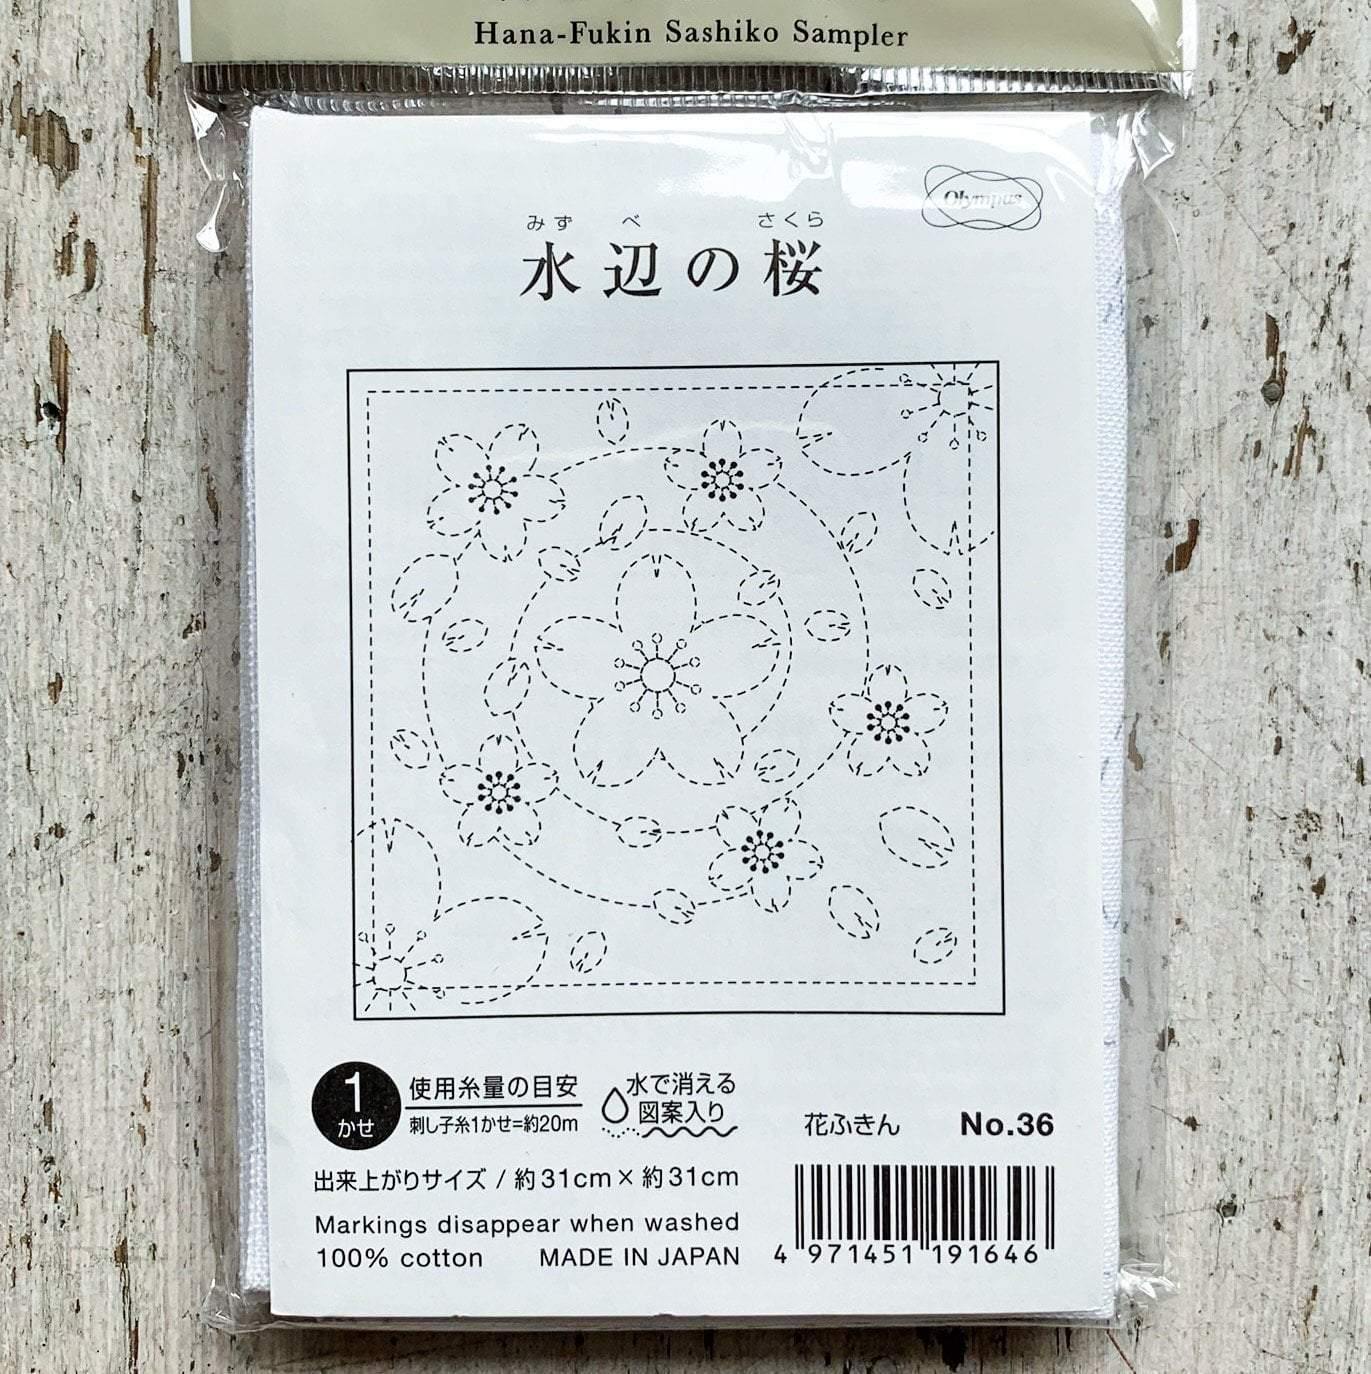 Hana-Fukin Sashiko Sampler
Olympus
みずべ さくら
水辺の桜
1
かせ
使用糸量の目安
刺し子糸1かせ=約20m
水で消える
図案入り
花ふきん No.36
出来上がりサイズ / 約31cm×約31cm
Markings disappear when washed
100% cotton MADE IN JAPAN
4 971451 191646